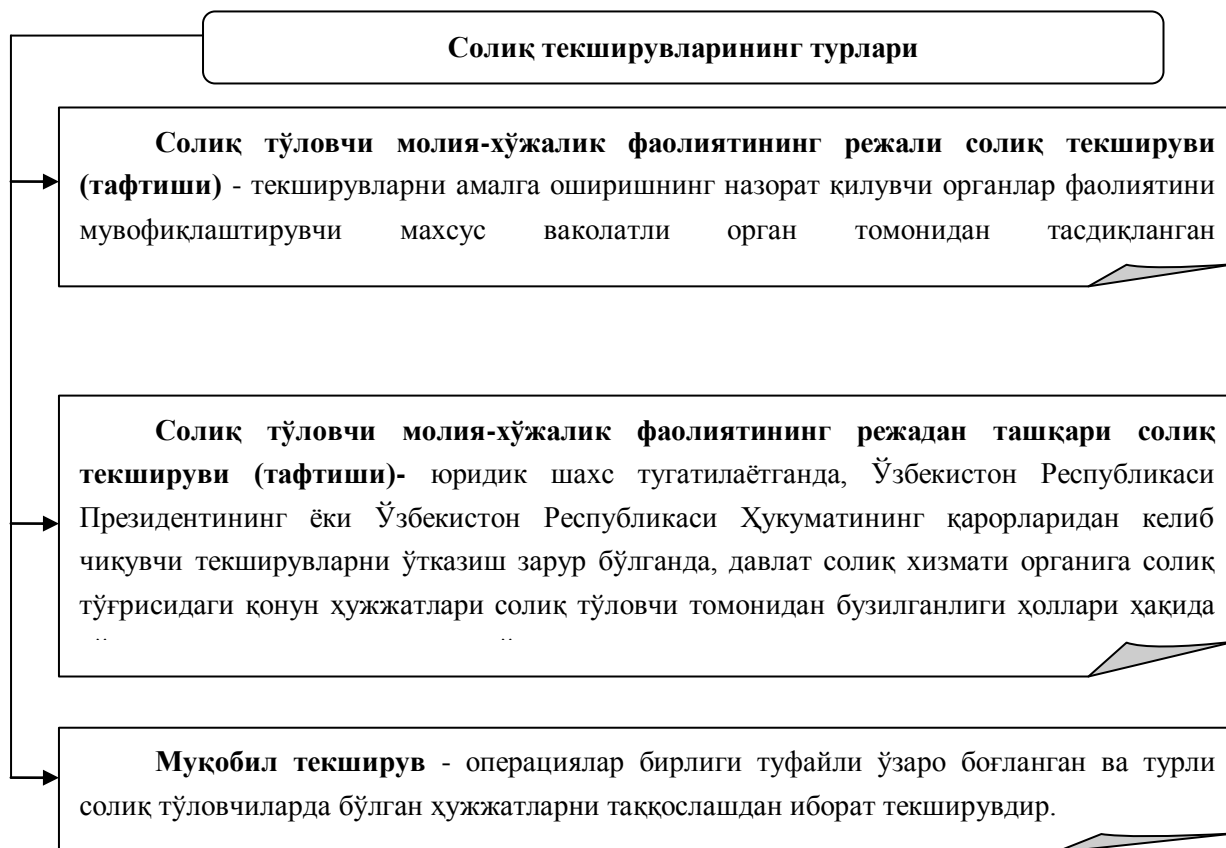 Солиқ текширувларининг турлари
Солиқ тўловчи молия-хўжалик фаолиятининг режали солиқ текшируви
(тафтиши) - текширувларни амалга оширишнинг назорат қилувчи органлар фаолиятини
мувофиқлаштирувчи махсус ваколатли орган томонидан тасдиқланган
Солиқ тўловчи молия-хўжалик фаолиятининг режадан ташқари солиқ
текшируви (тафтиши)- юридик шахс тугатилаётганда, Ўзбекистон Республикаси
Президентининг ёки Ўзбекистон Республикаси Ҳукуматининг қарорларидан келиб
чиқувчи текширувларни ўтказиш зарур бўлганда, давлат солиқ хизмати органига солиқ
тўғрисидаги қонун ҳужжатлари солиқ тўловчи томонидан бузилганлиги ҳоллари ҳақида
Муқобил текширув - операциялар бирлиги туфайли ўзаро боғланган ва турли
солиқ тўловчиларда бўлган ҳужжатларни таққослашдан иборат текширувдир.